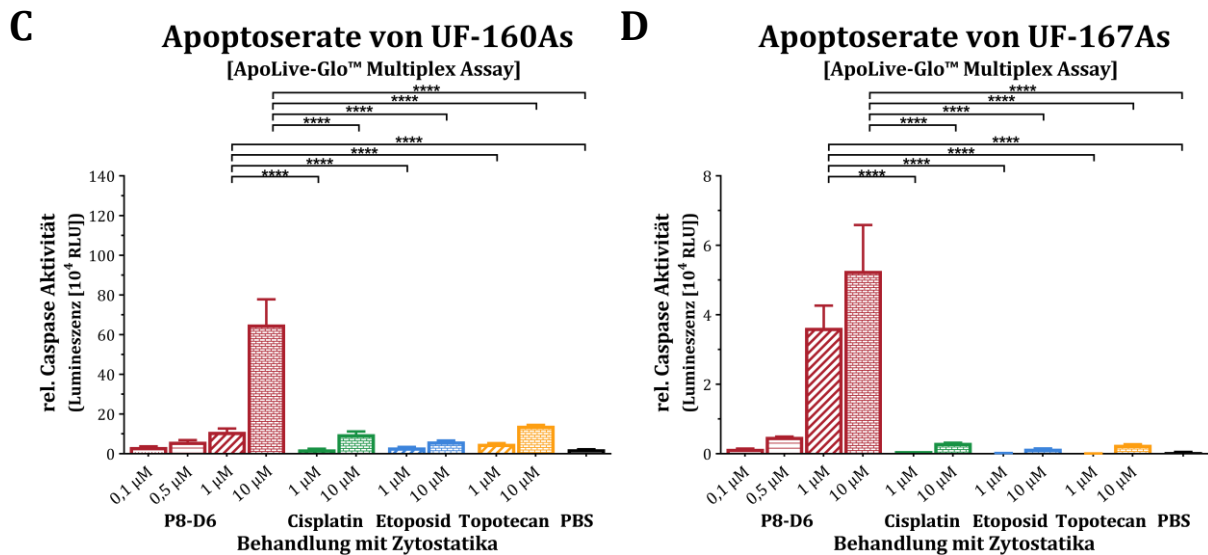 C
Apoptoserate von UF-160As
[ApoLive-Glo™ Multiplex Assay]
****
****
****
****
****
****
****
****
rel. Caspase Aktivität
(Lumineszenz [10⁴ RLU])
140
120
100
80
60
40
20
0
0,1 µM 0,5 µM 1 µM 10 µM 1 µM 10 µM 1 µM 10 µM 1 µM 10 µM
P8-D6 Cisplatin Etoposid Topotecan PBS
Behandlung mit Zytostatika
D
Apoptoserate von UF-167As
[ApoLive-Glo™ Multiplex Assay]
****
****
****
****
****
****
****
****
rel. Caspase Aktivität
(Lumineszenz [10⁴ RLU])
8
6
4
2
0
0,1 µM 0,5 µM 1 µM 10 µM 1 µM 10 µM 1 µM 10 µM 1 µM 10 µM
P8-D6 Cisplatin Etoposid Topotecan PBS
Behandlung mit Zytostatika